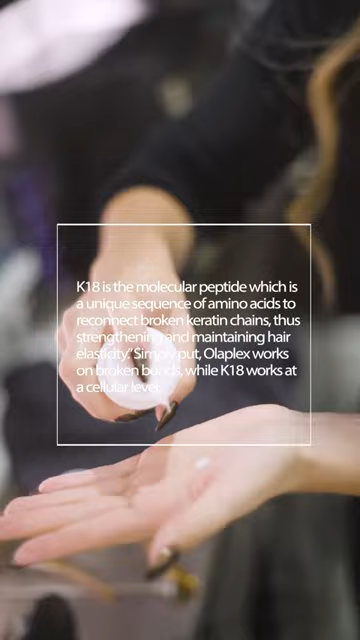 K18 is the molecular peptide which is
a unique sequence of amino acids to
reconnect broken keratin chains, thus
strengthening and maintaining hair
elasticity.' Simply put, Olaplex works
on broken bonds, while K18 works at
a cellular level.